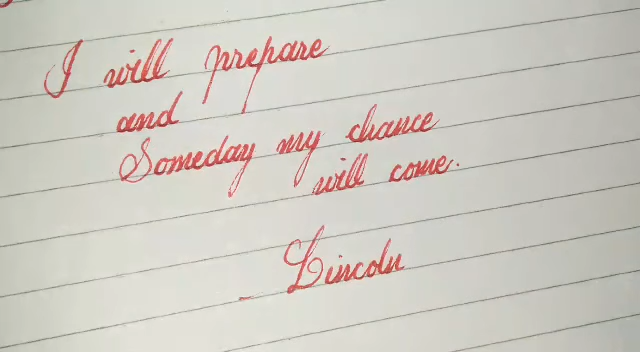 I will prepare
and
Someday my chance
will come.
_ Lincoln